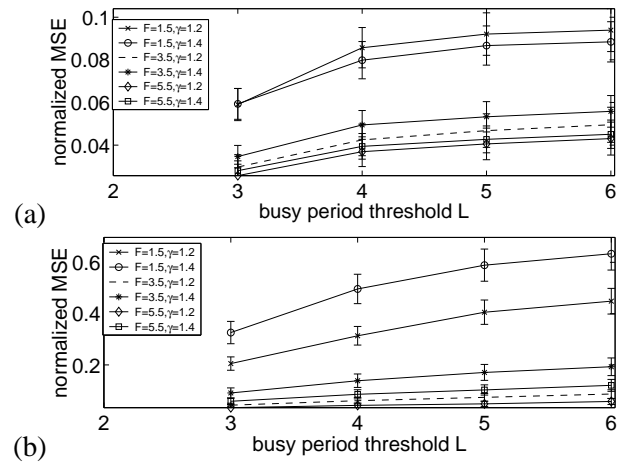 0.1
0.08
0.06
0.04
normalized MSE
F=1.5,γ=1.2
F=1.5,γ=1.4
F=3.5,γ=1.2
F=3.5,γ=1.4
F=5.5,γ=1.2
F=5.5,γ=1.4
2 3 4 5 6
busy period threshold L
(a)
0.6
0.4
0.2
normalized MSE
F=1.5,γ=1.2
F=1.5,γ=1.4
F=3.5,γ=1.2
F=3.5,γ=1.4
F=5.5,γ=1.2
F=5.5,γ=1.4
2 3 4 5 6
busy period threshold L
(b)